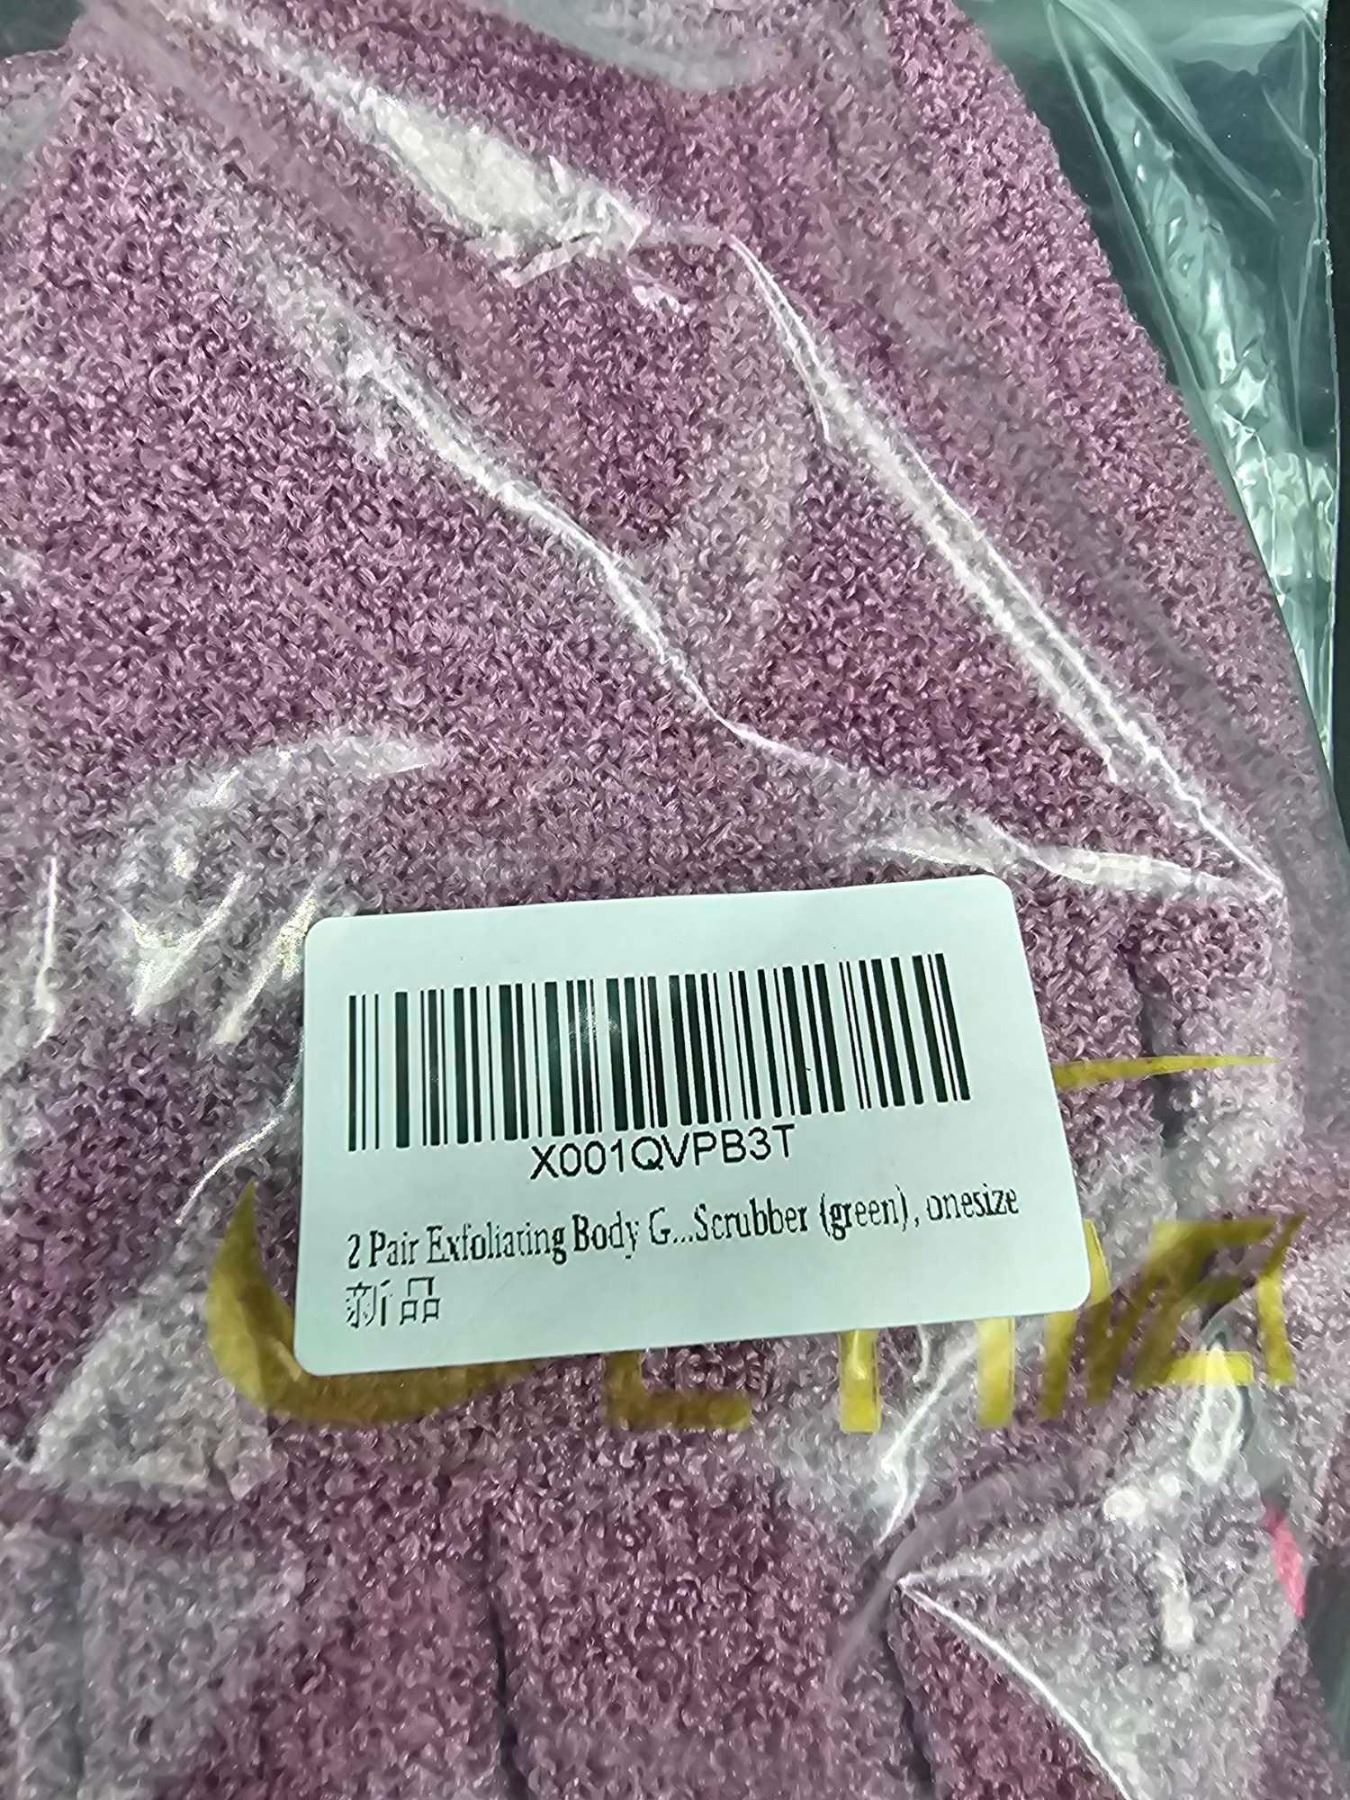 X001QVPB3T
2 Pair Exfoliating Body G...Scrubber (green), onesize
新品